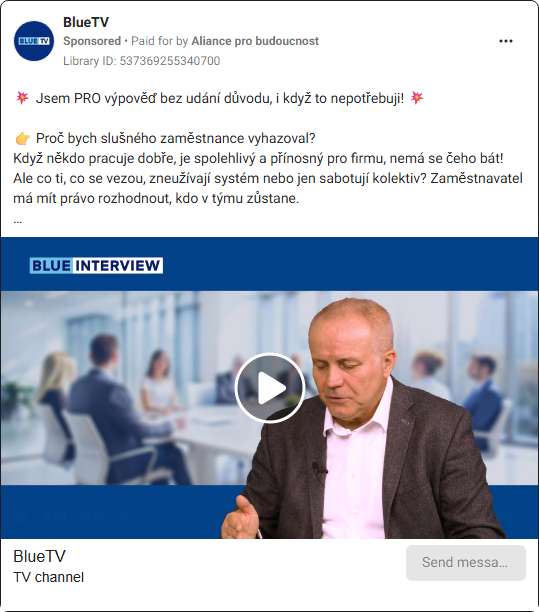 BlueTV
Sponsored • Paid for by Aliance pro budoucnost
Library ID: 537369255340700
💥 Jsem PRO výpověď bez udání důvodu, i když to nepotřebuji! 💥
👉 Proč bych slušného zaměstnance vyhazoval?
Když někdo pracuje dobře, je spolehlivý a přínosný pro firmu, nemá se čeho bát!
Ale co ti, co se vezou, zneužívají systém nebo jen sabotují kolektiv? Zaměstnavatel
má mít právo rozhodnout, kdo v týmu zůstane.
...
BLUE INTERVIEW
BlueTV
TV channel
Send messa...
BLUE TV